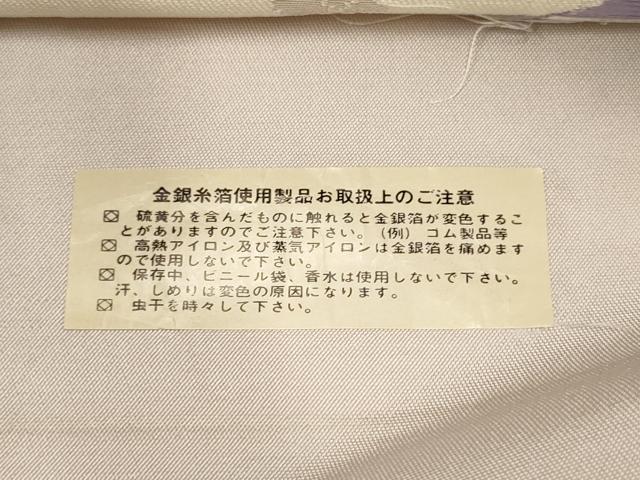 金銀糸箔使用製品お取扱上のご注意
硫黄分を含んだものに触れると金銀箔が変色するこ
とがありますのでご注意下さい。(例) ゴム製品等
高熱アイロン及び蒸気アイロンは金銀箔を痛めます
ので使用しないで下さい。
保存中、ビニール袋、香水は使用しないで下さい。
汗、しめりは変色の原因になります。
虫干を時々して下さい。